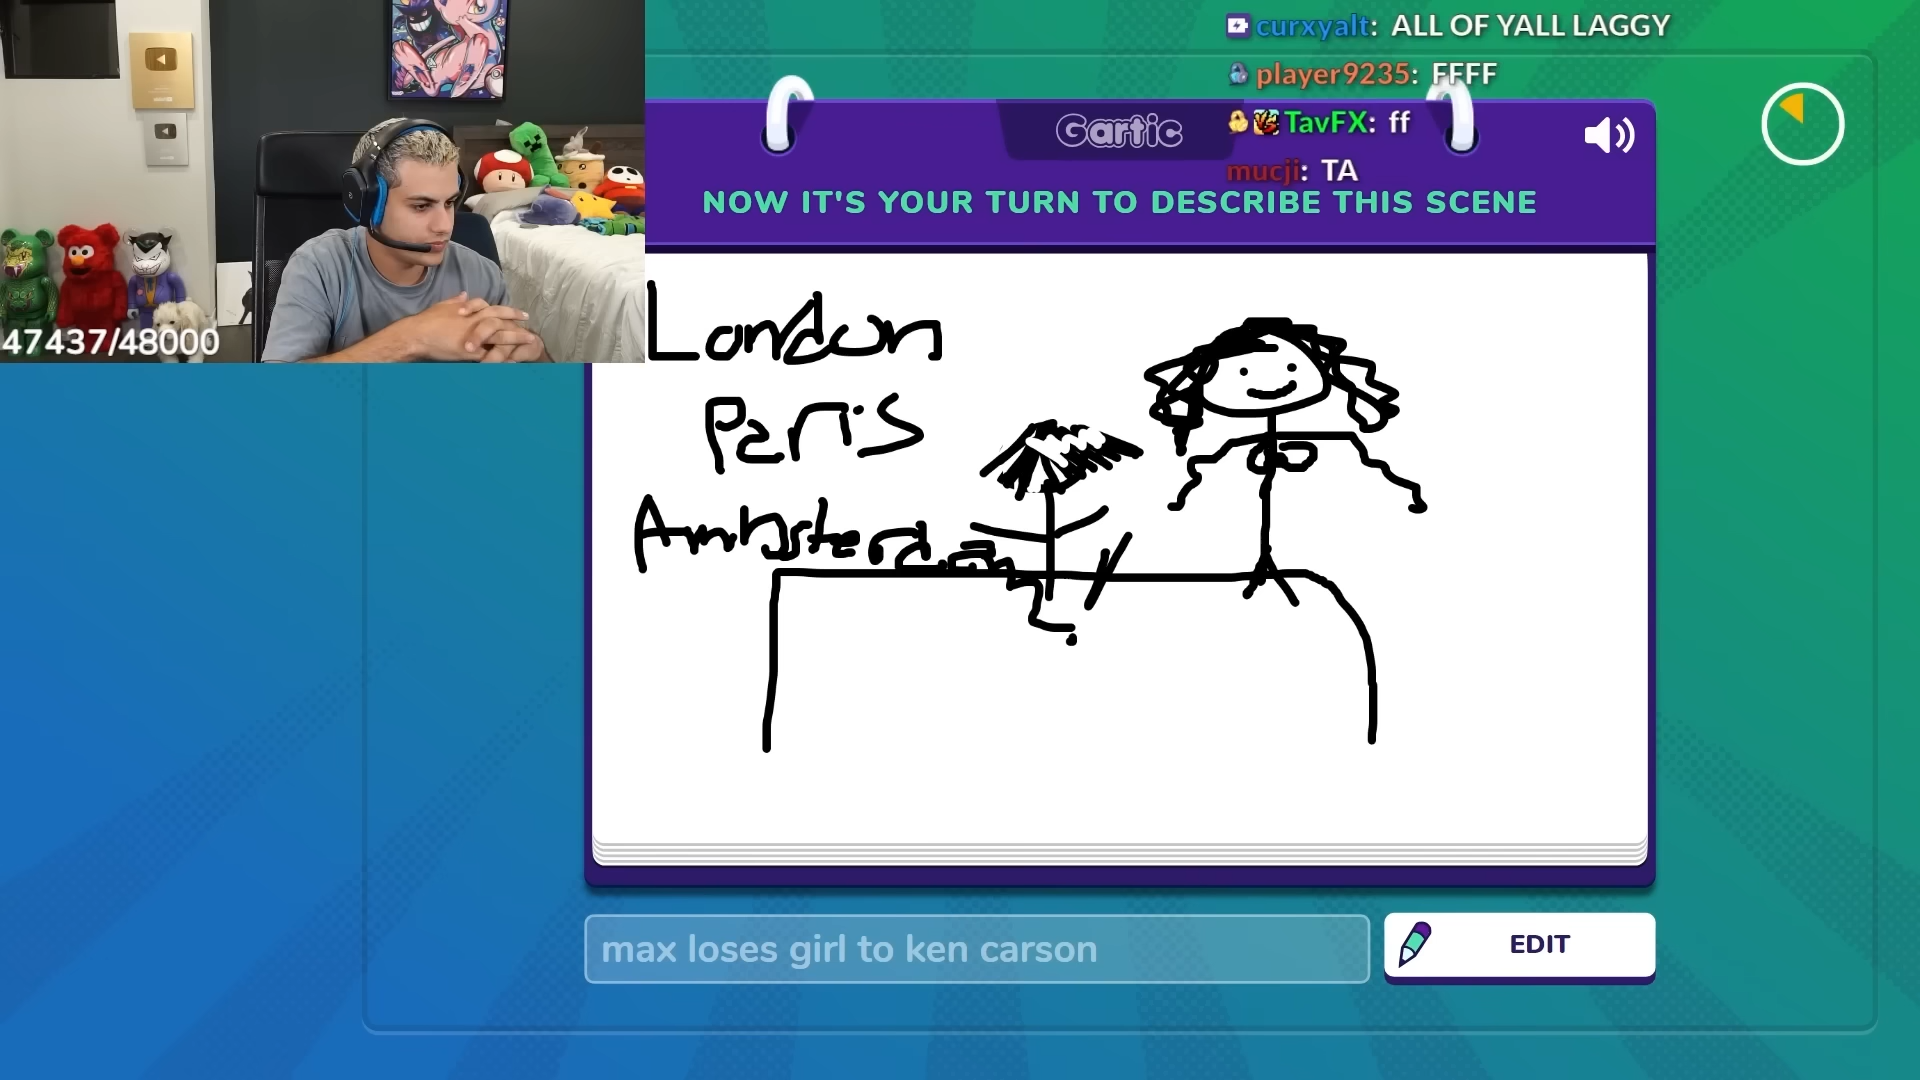 curxyalt: ALL OF YALL LAGGY
player9235: FFFF
TavFX: ff
mucji: TA
Gartic
NOW IT'S YOUR TURN TO DESCRIBE THIS SCENE
47437/48000
London
Paris
Amsterdam
max loses girl to ken carson
EDIT